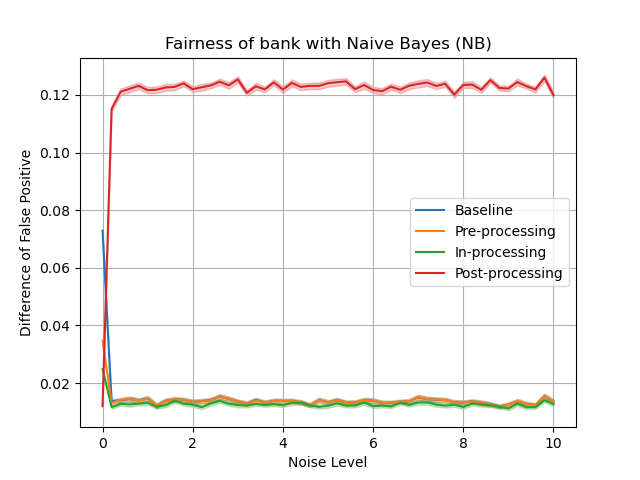 Fairness of bank with Naive Bayes (NB)
Difference of False Positive
0.12
0.10
0.08
0.06
0.04
0.02
Baseline
Pre-processing
In-processing
Post-processing
0 2 4 6 8 10
Noise Level